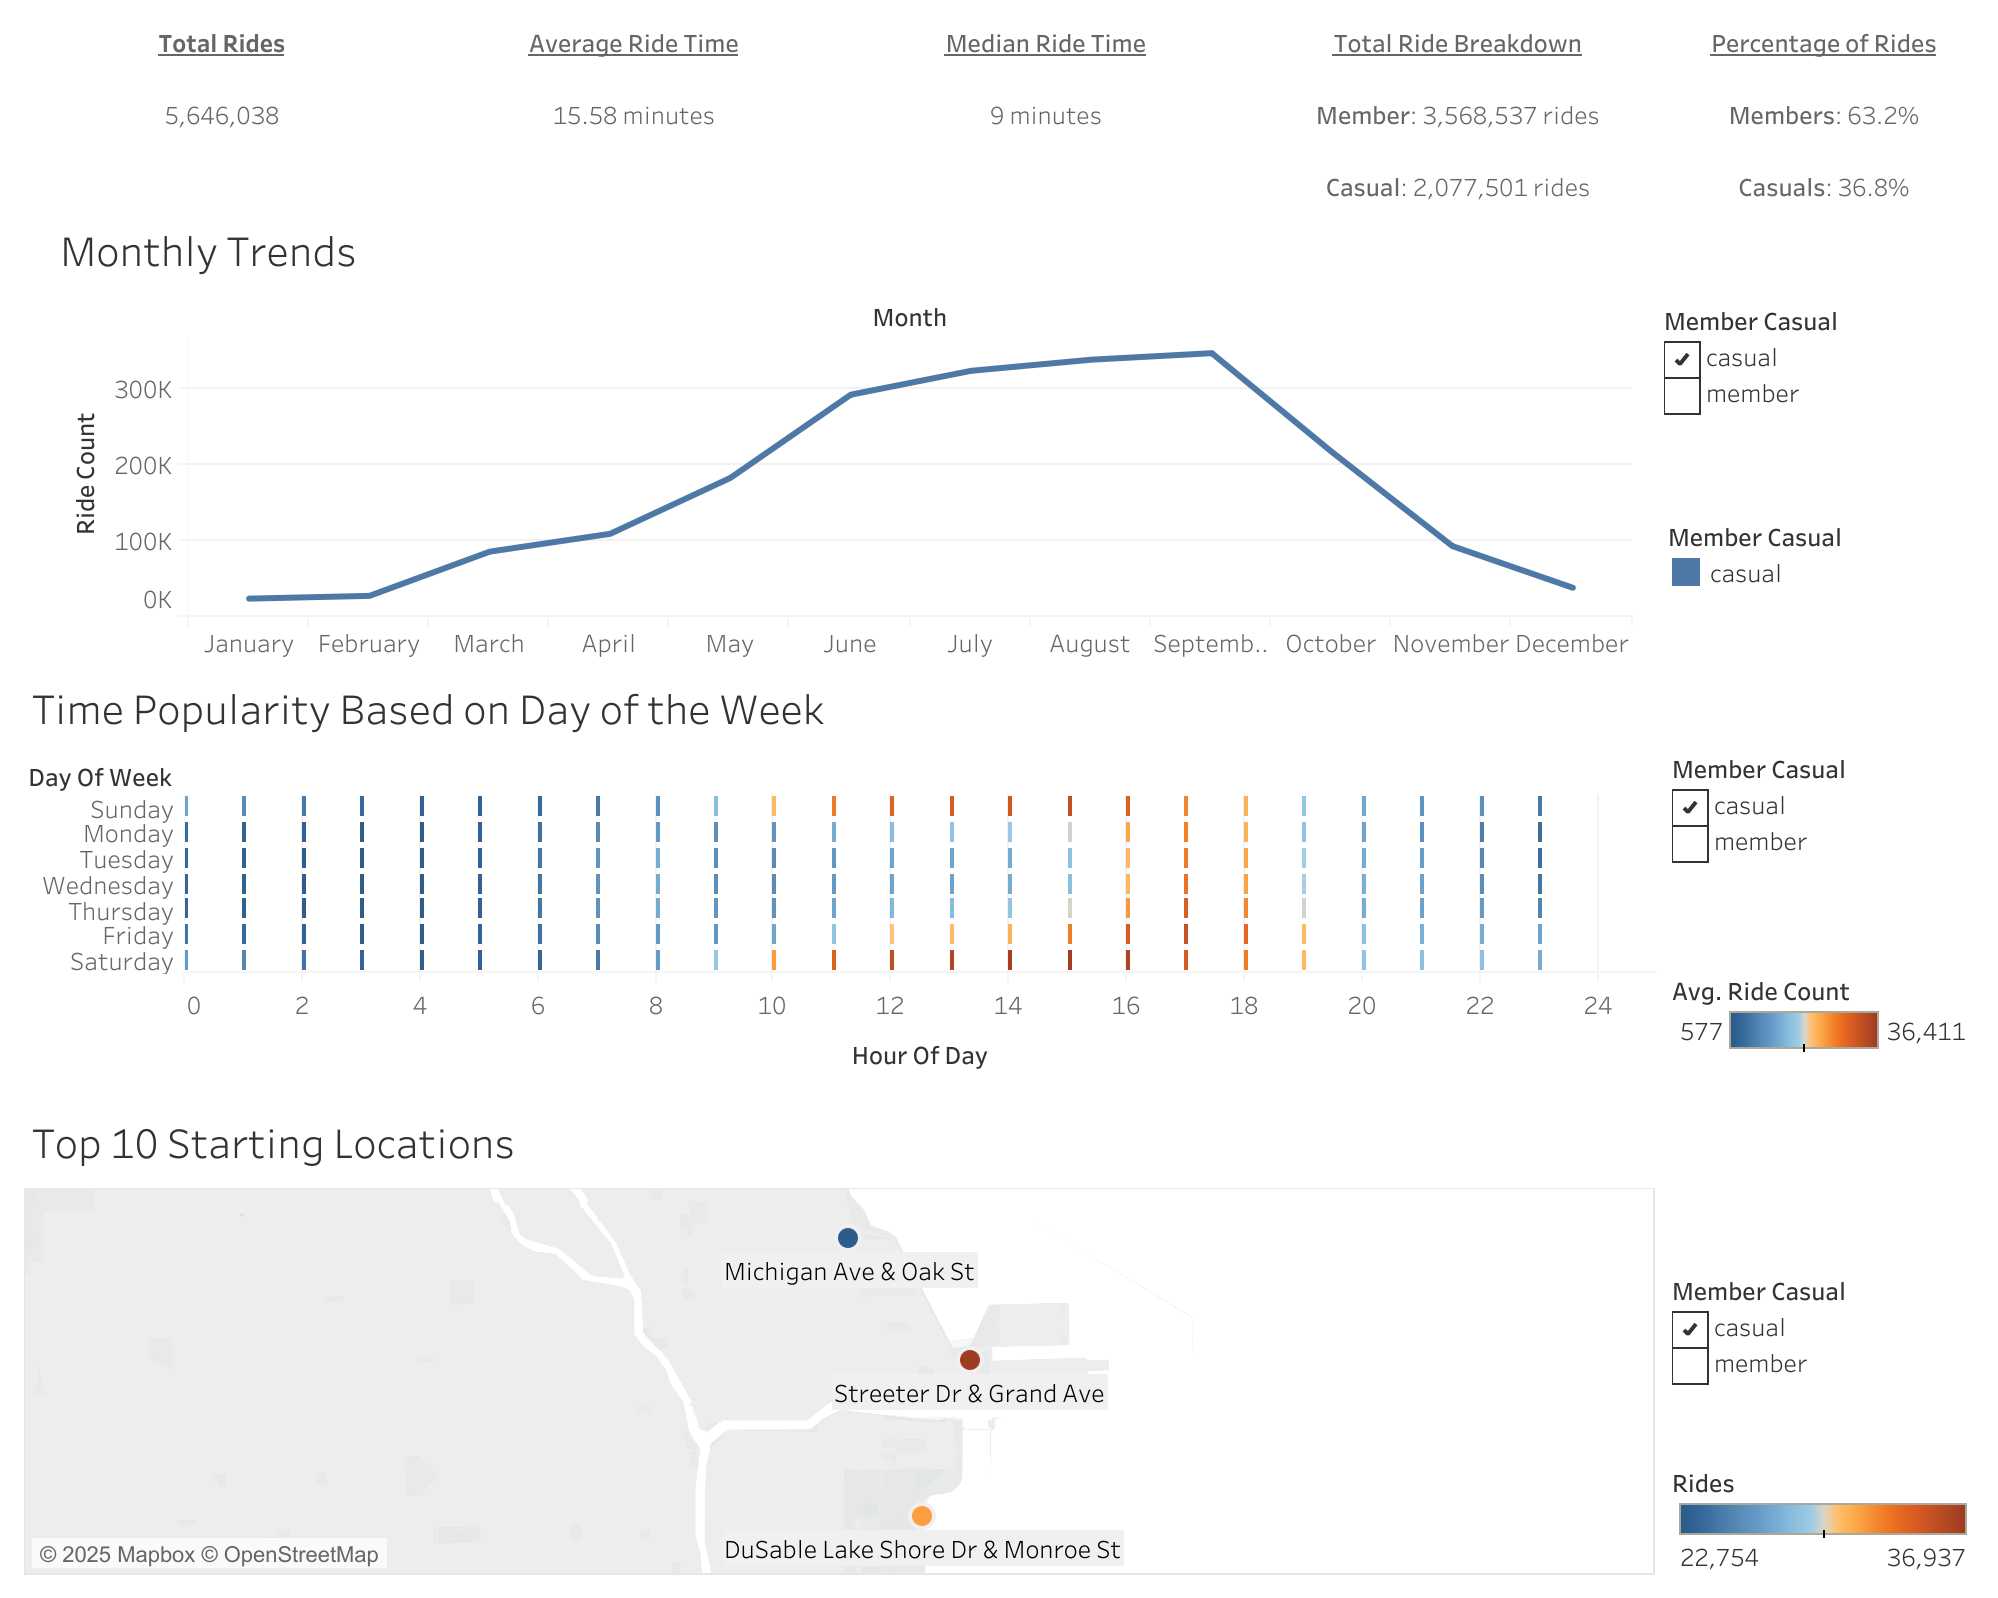 Total Rides
Average Ride Time
Median Ride Time
Total Ride Breakdown
Percentage of Rides
5,646,038
15.58 minutes
9 minutes
Member: 3,568,537 rides
Members: 63.2%
Casual: 2,077,501 rides
Casuals: 36.8%
Monthly Trends
Month
Ride Count
300K
200K
100K
0K
January
February
March
April
May
June
July
August
Septemb..
October
November
December
Member Casual
casual
member
Member Casual
casual
Time Popularity Based on Day of the Week
Day Of Week
Sunday
Monday
Tuesday
Wednesday
Thursday
Friday
Saturday
0
2
4
6
8
10
12
14
16
18
20
22
24
Hour Of Day
Member Casual
casual
member
Avg. Ride Count
577
36,411
Top 10 Starting Locations
Michigan Ave & Oak St
Streeter Dr & Grand Ave
DuSable Lake Shore Dr & Monroe St
© 2025 Mapbox © OpenStreetMap
Member Casual
casual
member
Rides
22,754
36,937